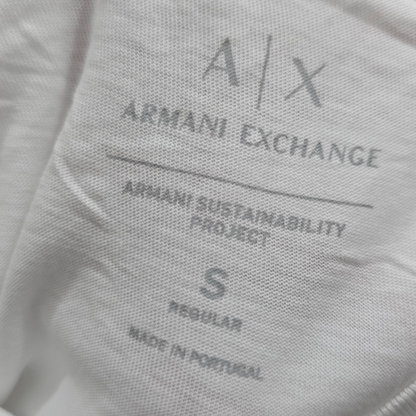 A|X
ARMANI EXCHANGE
ARMANI SUSTAINABILITY
PROJECT
S
REGULAR
MADE IN PORTUGAL